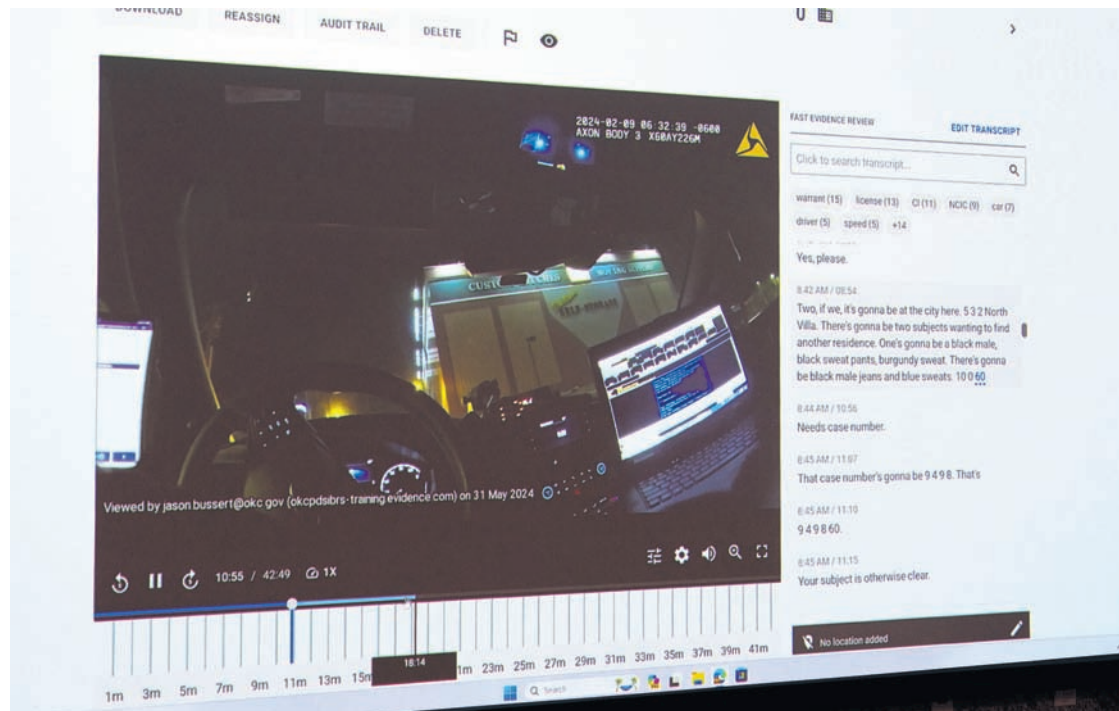 DOWNLOAD
REASSIGN
AUDIT TRAIL
DELETE
2024-02-09 06:32:39 -0600
AXON BODY 3 X60AY226M
SELF-STORAGE
Viewed by jason.bussert@okc.gov (okcpdsibrs-training.evidence.com) on 31 May 2024
10:55 / 42:49
1X
18:14
1m 3m 5m 7m 9m 11m 13m 15m 1m 23m 25m 27m 29m 31m 33m 35m 37m 39m 41m
Search
FAST EVIDENCE REVIEW
EDIT TRANSCRIPT
Click to search transcript...
warrant (15) license (13) CI (11) NCIC (9) car (7)
driver (5) speed (5) +14
Yes, please.
8:42 AM / 08:54
Two, if we, it's gonna be at the city here. 5 3 2 North
Villa. There's gonna be two subjects wanting to find
another residence. One's gonna be a black male,
black sweat pants, burgundy sweat. There's gonna
be black male jeans and blue sweats. 10 0 60
8:44 AM / 10:56
Needs case number.
8:45 AM / 11:07
That case number's gonna be 9 4 9 8. That's
8:45 AM / 11:10
9 4 9 8 60.
8:45 AM / 11:15
Your subject is otherwise clear.
No location added